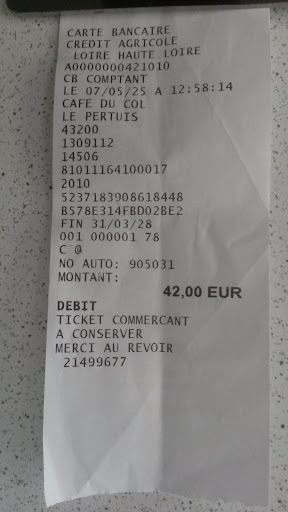 CARTE BANCAIRE
CREDIT AGRICOLE
LOIRE HAUTE LOIRE
A0000000421010
CB COMPTANT
LE 07/05/25 A 12:58:14
CAFE DU COL
LE PERTUIS
43200
1309112
14506
81011164100017
2010
5237183908618448
B578E314FBD02BE2
FIN 31/03/28
001 000001 78
C @
NO AUTO: 905031
MONTANT:
42,00 EUR
DEBIT
TICKET COMMERCANT
A CONSERVER
MERCI AU REVOIR
21499677